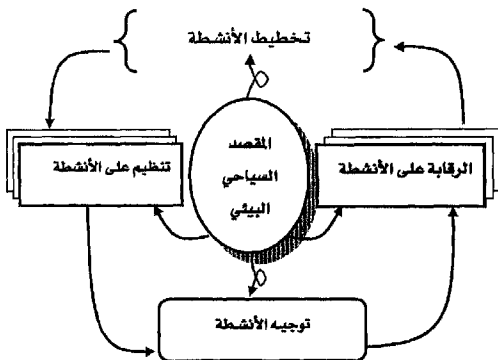 تخطيط الأنشطة
المقصد
السياحي
البيئي
الرقابة على الأنشطة
تنظيم على الأنشطة
توجيه الأنشطة